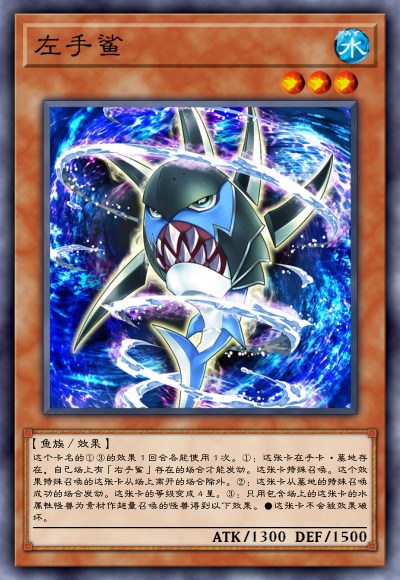 左手鲨
水
【鱼族/效果】
这个卡名的①③的效果1回合各能使用1次。①：这张卡在手卡·墓地存
在，自己场上有「右手鲨」存在的场合才能发动。这张卡特殊召唤。这个效
果特殊召唤的这张卡从场上离开的场合除外。②：这张卡从墓地的特殊召唤
成功的场合发动。这张卡的等级变成4星。③：只用包含场上的这张卡的水
属性怪兽为素材作超量召唤的怪兽得到以下效果。●这张卡不会被效果破
坏。
ATK/1300 DEF/1500